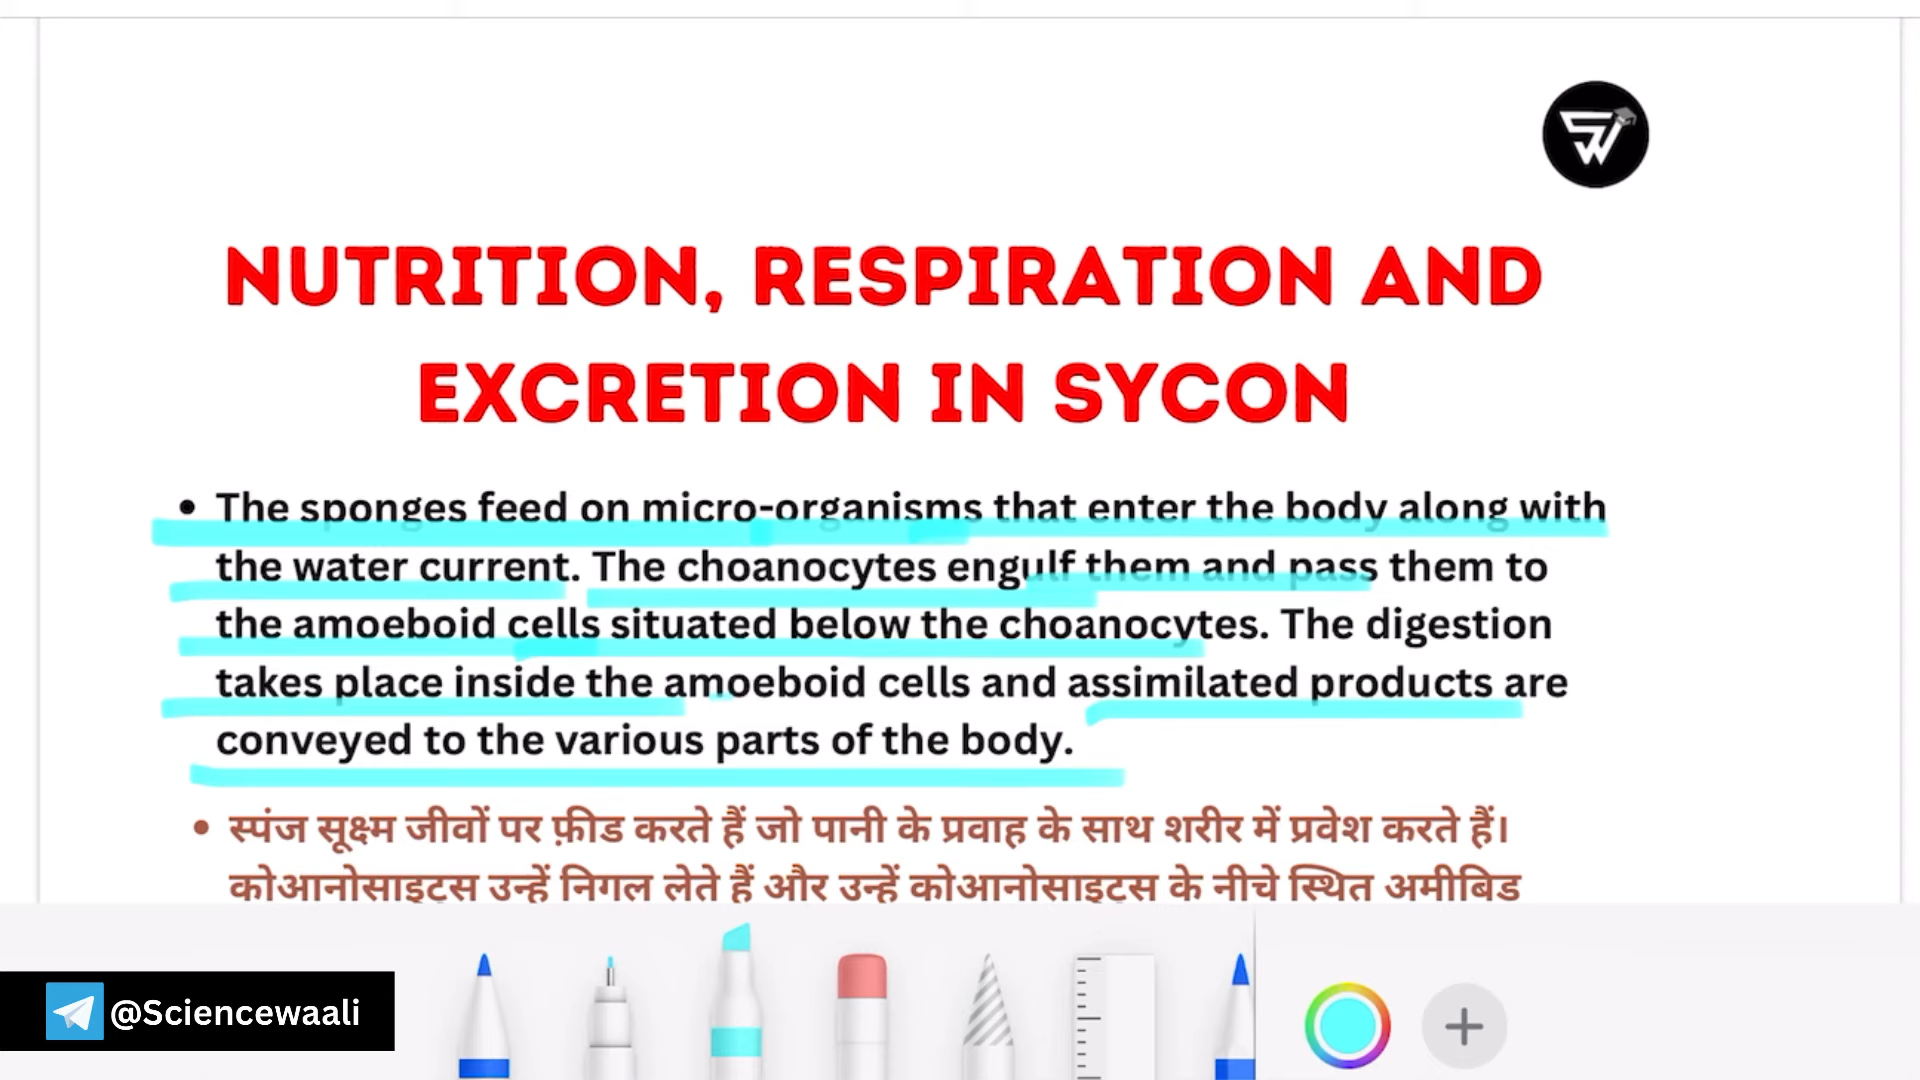 SW
NUTRITION, RESPIRATION AND
EXCRETION IN SYCON
• The sponges feed on micro-organisms that enter the body along with
the water current. The choanocytes engulf them and pass them to
the amoeboid cells situated below the choanocytes. The digestion
takes place inside the amoeboid cells and assimilated products are
conveyed to the various parts of the body.
• स्पंज सूक्ष्म जीवों पर फ़ीड करते हैं जो पानी के प्रवाह के साथ शरीर में प्रवेश करते हैं।
कोआनोसाइट्स उन्हें निगल लेते हैं और उन्हें कोआनोसाइट्स के नीचे स्थित अमीबिड
@Sciencewaali